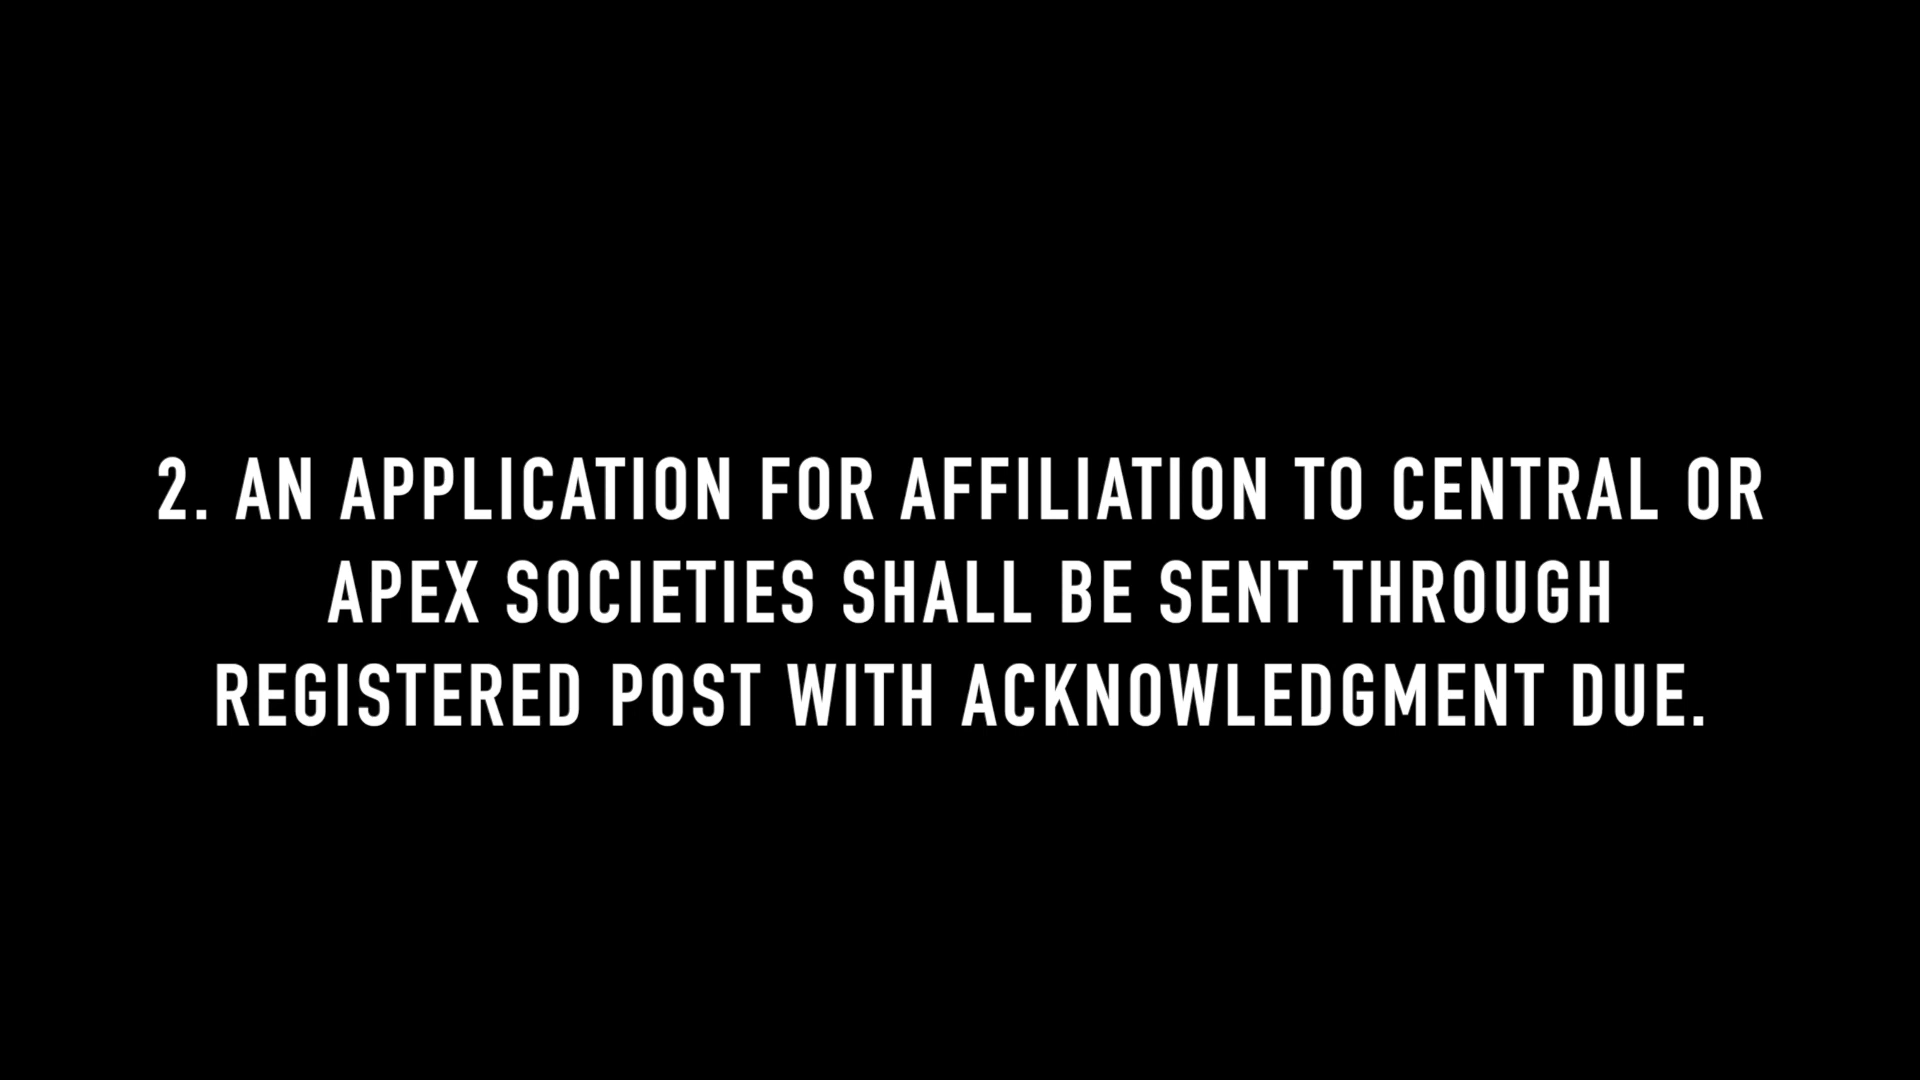 2. AN APPLICATION FOR AFFILIATION TO CENTRAL OR
APEX SOCIETIES SHALL BE SENT THROUGH
REGISTERED POST WITH ACKNOWLEDGMENT DUE.